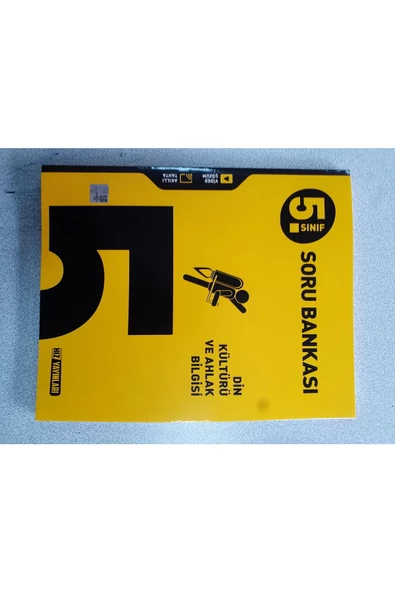 5.
SINIF
SORU BANKASI
DİN
KÜLTÜRÜ
VE AHLAK
BİLGİSİ
5
VİDEO
ÇÖZÜM
AKILLI
TAHTA
HIZ YAYINLARI